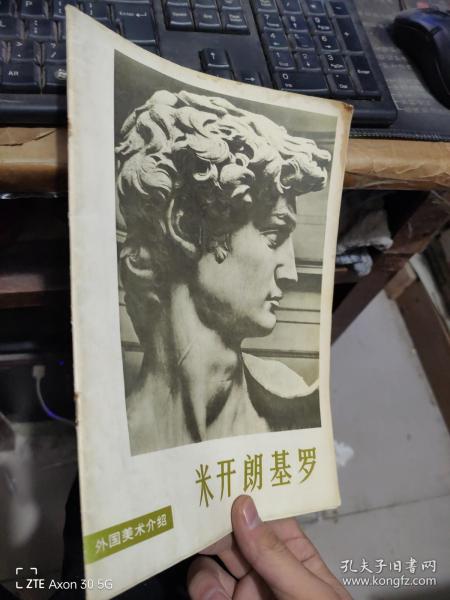 米开朗基罗
外国美术介绍
ZTE Axon 30 5G
孔夫子旧书网
www.kongfz.com